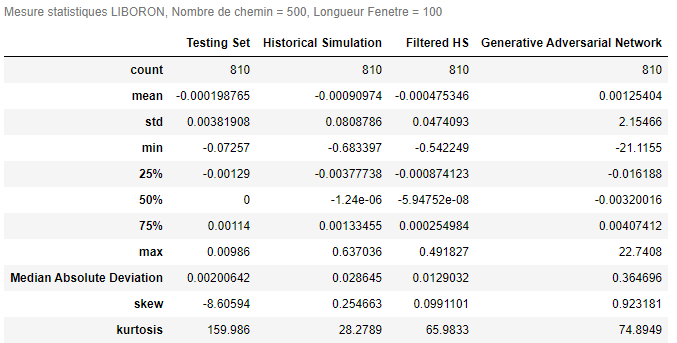 Mesure statistiques LIBORON, Nombre de chemin = 500, Longueur Fenetre = 100
Testing Set Historical Simulation Filtered HS Generative Adversarial Network
count 810 810 810 810
mean -0.000198765 -0.00090974 -0.000475346 0.00125404
std 0.00381908 0.0808786 0.0474093 2.15466
min -0.07257 -0.683397 -0.542249 -21.1155
25% -0.00129 -0.00377738 -0.000874123 -0.016188
50% 0 -1.24e-06 -5.94752e-08 -0.00320016
75% 0.00114 0.00133455 0.000254984 0.00407412
max 0.00986 0.637036 0.491827 22.7408
Median Absolute Deviation 0.00200642 0.028645 0.0129032 0.364696
skew -8.60594 0.254663 0.0991101 0.923181
kurtosis 159.986 28.2789 65.9833 74.8949